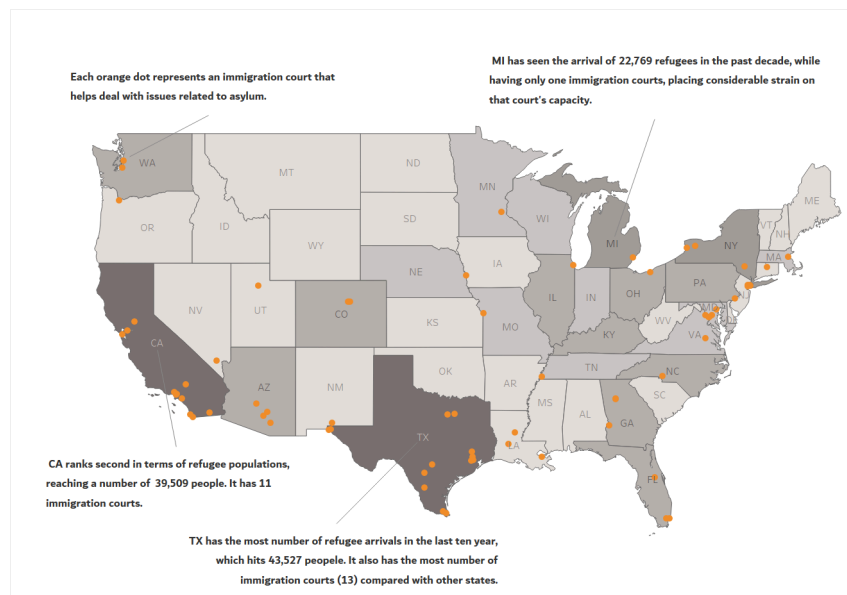 MI has seen the arrival of 22,769 refugees in the past decade, while
having only one immigration courts, placing considerable strain on
that court's capacity.
Each orange dot represents an immigration court that
helps deal with issues related to asylum.
WA
MT
ND
MN
ME
OR
ID
SD
WI
MI
VT
NH
NY
MA
WY
IA
NE
PA
NV
UT
CO
IL
IN
OH
NJ
MD
DE
KS
MO
WV
VA
KY
CA
AZ
NM
OK
AR
TN
NC
SC
MS
AL
GA
TX
LA
FL
CA ranks second in terms of refugee populations,
reaching a number of 39,509 people. It has 11
immigration courts.
TX has the most number of refugee arrivals in the last ten year,
which hits 43,527 peopele. It also has the most number of
immigration courts (13) compared with other states.